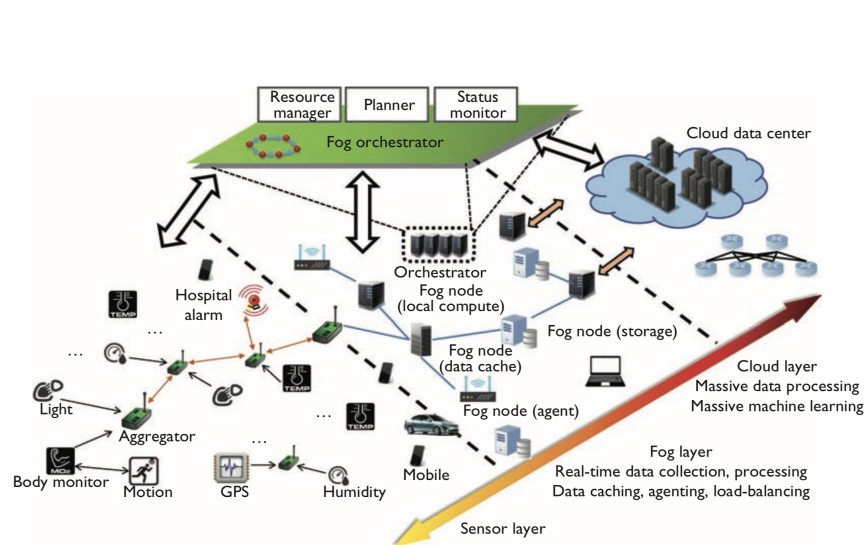 Resource
manager
Planner
Status
monitor
Fog orchestrator
Cloud data center
Orchestrator
Fog node
(local compute)
Hospital
alarm
TEMP
Fog node (storage)
Fog node
(data cache)
TEMP
Cloud layer
Massive data processing
Massive machine learning
...
...
Light
Aggregator
...
TEMP
Fog node (agent)
...
Fog layer
Real-time data collection, processing
Data caching, agenting, load-balancing
Body monitor
Motion
GPS
Humidity
Mobile
Sensor layer